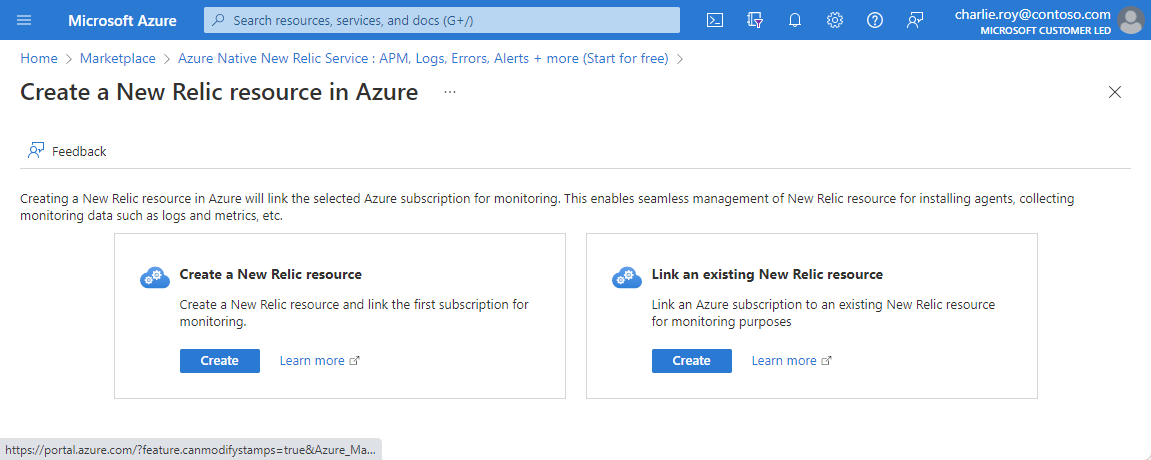 Microsoft Azure
Search resources, services, and docs (G+/)
charlie.roy@contoso.com
MICROSOFT CUSTOMER LED
Home > Marketplace > Azure Native New Relic Service : APM, Logs, Errors, Alerts + more (Start for free) >
Create a New Relic resource in Azure ...
Feedback
Creating a New Relic resource in Azure will link the selected Azure subscription for monitoring. This enables seamless management of New Relic resource for installing agents, collecting
monitoring data such as logs and metrics, etc.
Create a New Relic resource
Create a New Relic resource and link the first subscription for
monitoring.
Create
Learn more
Link an existing New Relic resource
Link an Azure subscription to an existing New Relic resource
for monitoring purposes
Create
Learn more
https://portal.azure.com/?feature.canmodifystamps=true&Azure_Ma...